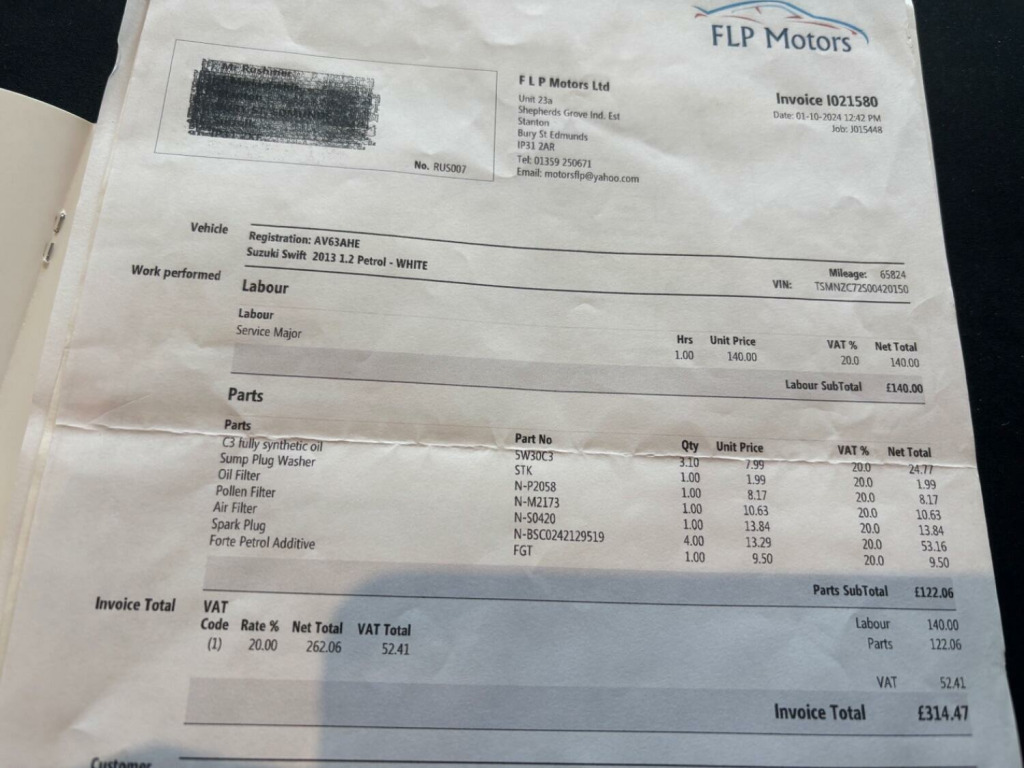 FLP Motors
Mr Rushmer
No. RUS007
F L P Motors Ltd
Unit 23a
Shepherds Grove Ind. Est
Stanton
Bury St Edmunds
IP31 2AR
Tel: 01359 250671
Email: motorsflp@yahoo.com
Invoice I021580
Date: 01-10-2024 12:42 PM
Job: J015448
Vehicle
Registration: AV63AHE
Suzuki Swift 2013 1.2 Petrol - WHITE
Mileage: 65824
VIN: TSMNZC72S00420150
Work performed
Labour
Labour Hrs Unit Price VAT % Net Total
Service Major 1.00 140.00 20.0 140.00
Labour SubTotal £140.00
Parts
Parts Part No Qty Unit Price VAT % Net Total
C3 fully synthetic oil 5W30C3 3.10 7.99 20.0 24.77
Sump Plug Washer STK 1.00 1.99 20.0 1.99
Oil Filter N-P2058 1.00 8.17 20.0 8.17
Pollen Filter N-M2173 1.00 10.63 20.0 10.63
Air Filter N-S0420 1.00 13.84 20.0 13.84
Spark Plug N-BSC0242129519 4.00 13.29 20.0 53.16
Forte Petrol Additive FGT 1.00 9.50 20.0 9.50
Parts SubTotal £122.06
Invoice Total
VAT
Code Rate % Net Total VAT Total
(1) 20.00 262.06 52.41
Labour 140.00
Parts 122.06
VAT 52.41
Invoice Total £314.47
Customer